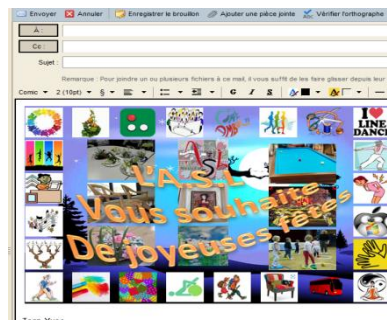 Envoyer Annuler Enregistrer le brouillon Ajouter une pièce jointe Vérifier l'orthographe
À :
Cc :
Sujet :
Remarque : Pour joindre un ou plusieurs fichiers à ce mail, il vous suffit de les faire glisser depuis leur
Comic 2 (10pt) § G I S
I
LINE
DANCE
A.S.L
L'A.S.L
Vous souhaite
De joyeuses fêtes